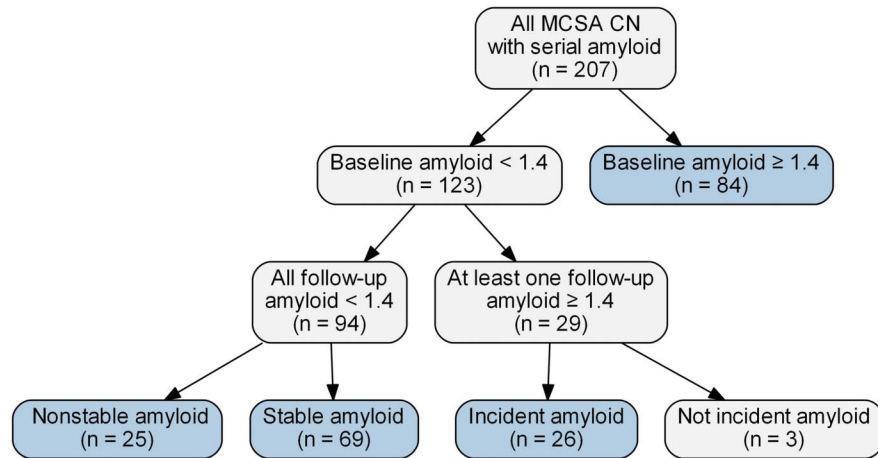 All MCSA CN
with serial amyloid
(n = 207)
Baseline amyloid < 1.4
(n = 123)
Baseline amyloid ≥ 1.4
(n = 84)
All follow-up
amyloid < 1.4
(n = 94)
At least one follow-up
amyloid ≥ 1.4
(n = 29)
Nonstable amyloid
(n = 25)
Stable amyloid
(n = 69)
Incident amyloid
(n = 26)
Not incident amyloid
(n = 3)